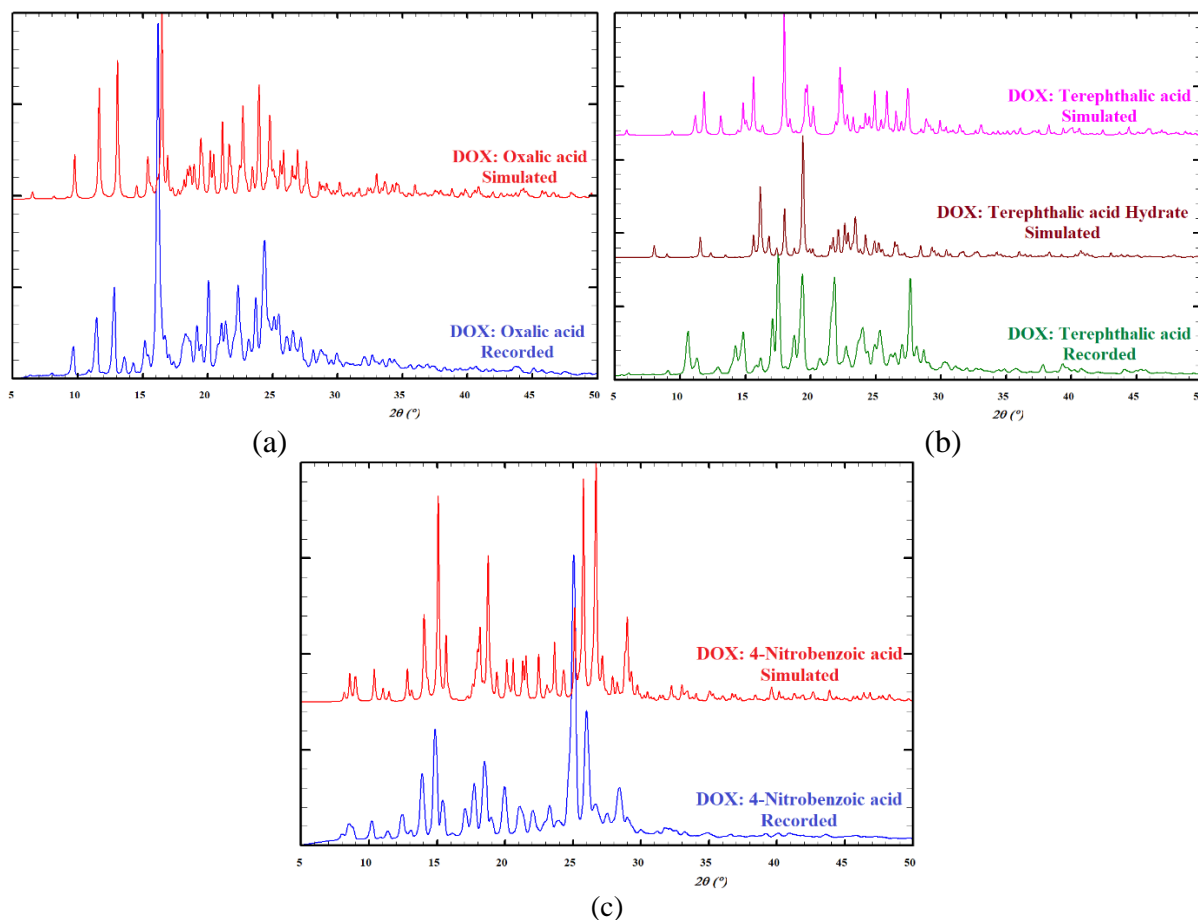 DOX: Oxalic acid
Simulated
DOX: Oxalic acid
Recorded
5 10 15 20 25 30 35 40 45 50
2θ (°)
(a)
DOX: Terephthalic acid
Simulated
DOX: Terephthalic acid Hydrate
Simulated
DOX: Terephthalic acid
Recorded
5 10 15 20 25 30 35 40 45 50
2θ (°)
(b)
DOX: 4-Nitrobenzoic acid
Simulated
DOX: 4-Nitrobenzoic acid
Recorded
5 10 15 20 25 30 35 40 45 50
2θ (°)
(c)